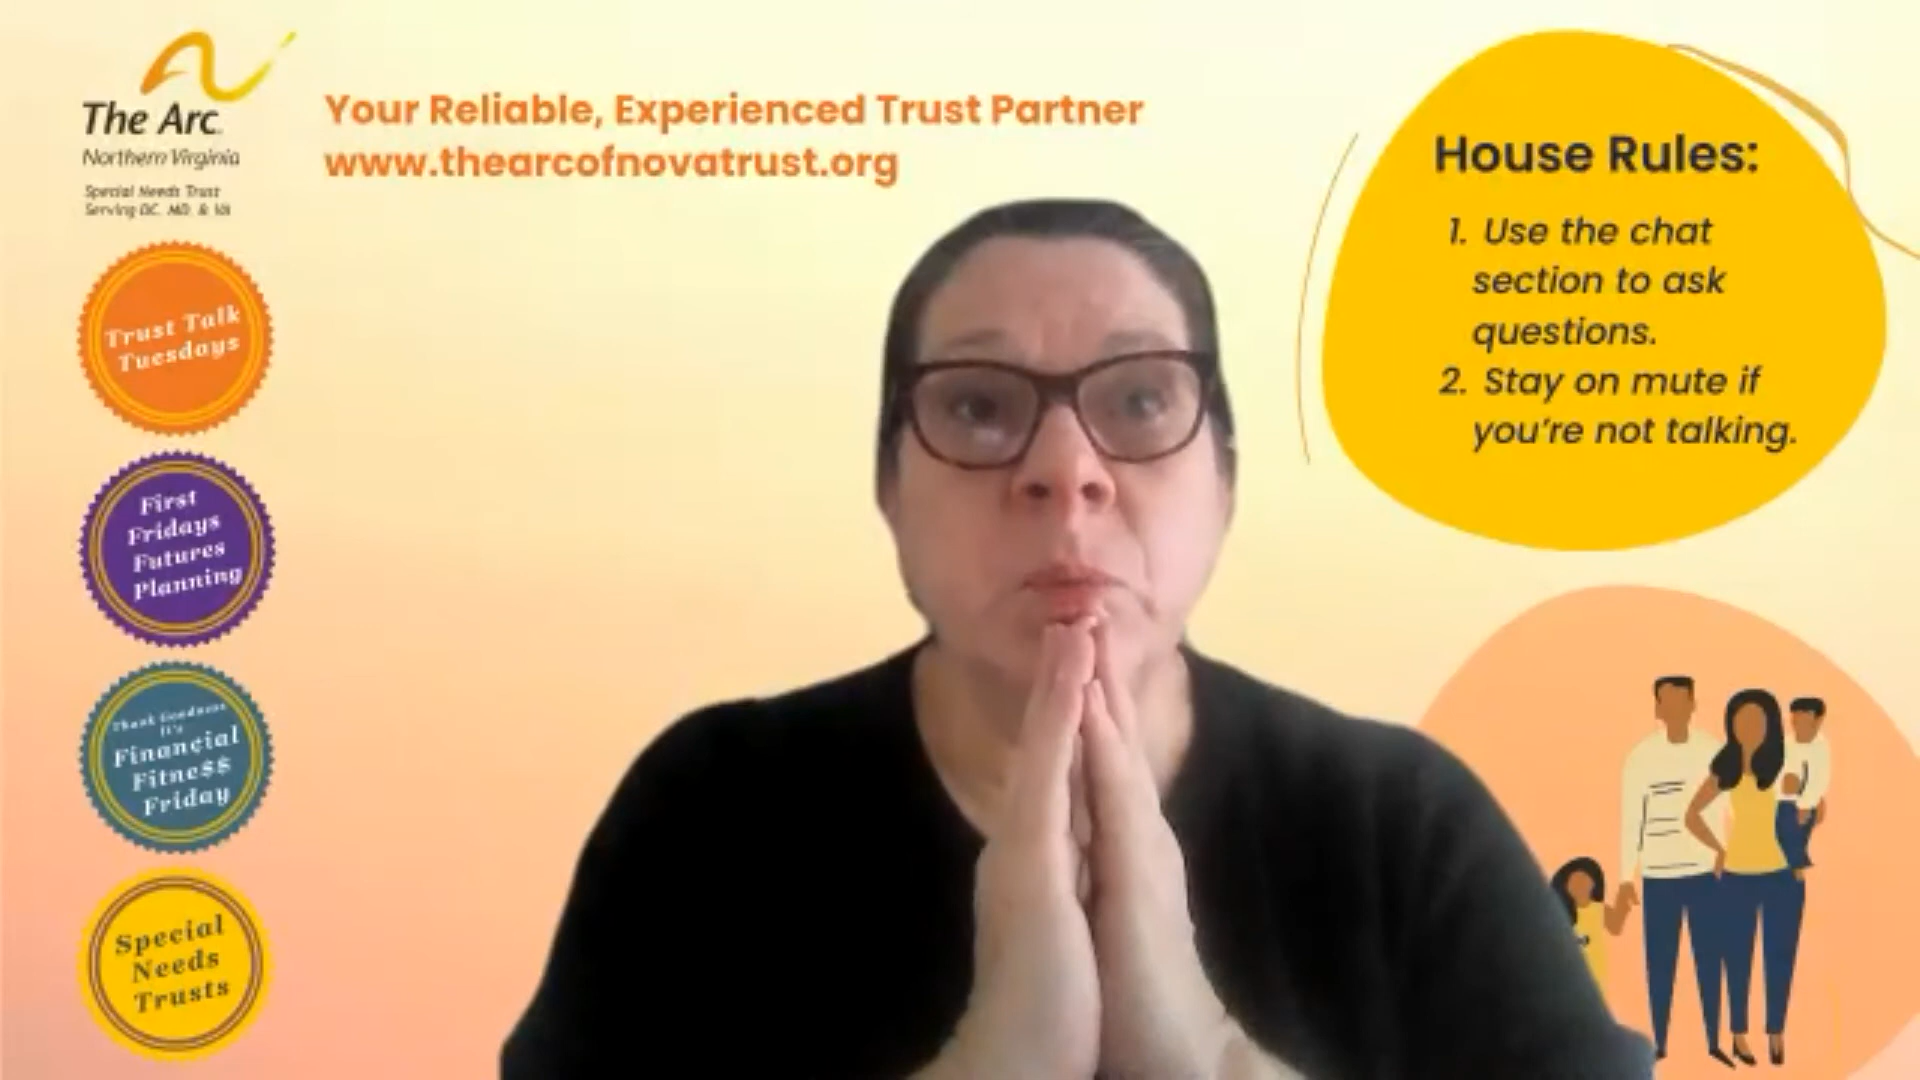 The Arc
Northern Virginia
Special Needs Trust
Serving DC, MD, & VA
Your Reliable, Experienced Trust Partner
www.thearcofnovatrust.org
House Rules:
1. Use the chat
section to ask
questions.
2. Stay on mute if
you're not talking.
Trust Talk
Tuesdays
First
Fridays
Futures
Planning
Thank Goodness
It's
Financial
Fitne$$
Friday
Special
Needs
Trusts